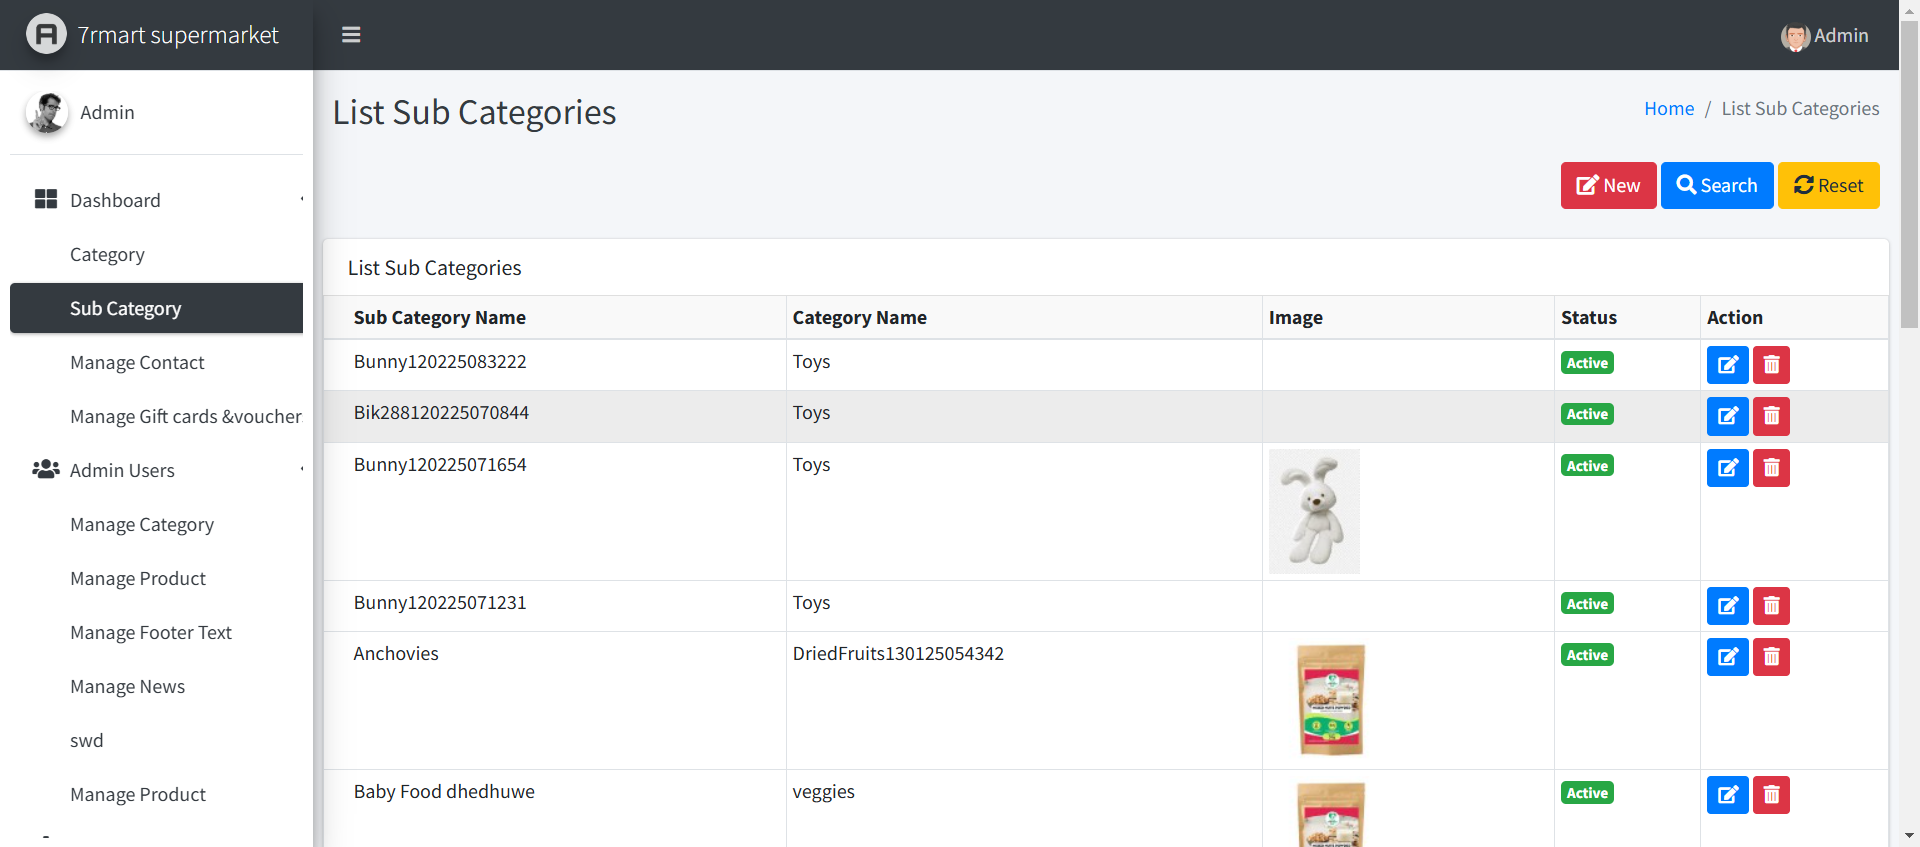 7rmart supermarket
Admin
Admin
List Sub Categories
Home / List Sub Categories
Dashboard
New
Search
Reset
Category
Sub Category
Manage Contact
Manage Gift cards &voucher
Admin Users
Manage Category
Manage Product
Manage Footer Text
Manage News
swd
Manage Product
List Sub Categories
Sub Category Name Category Name Image Status Action
Bunny120225083222 Toys Active
Bik288120225070844 Toys Active
Bunny120225071654 Toys Active
Bunny120225071231 Toys Active
Anchovies DriedFruits130125054342 Active
Baby Food dhedhuwe veggies Active